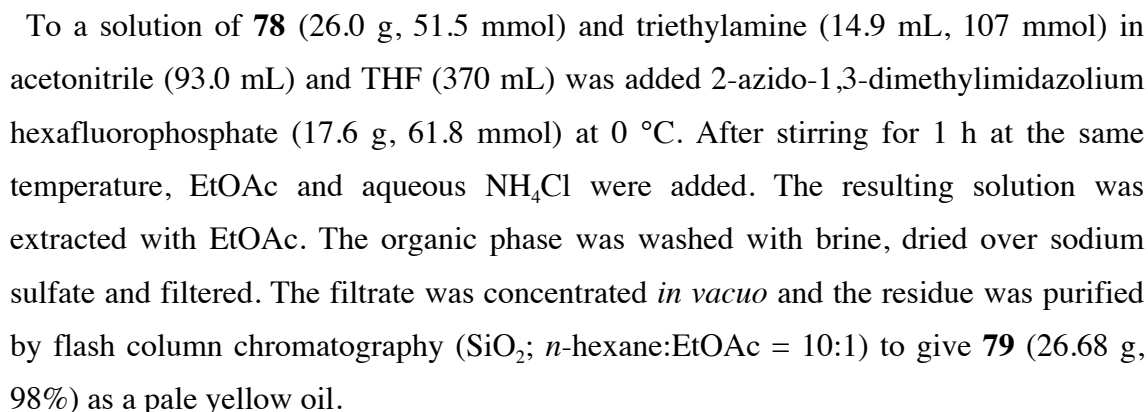 To a solution of 78 (26.0 g, 51.5 mmol) and triethylamine (14.9 mL, 107 mmol) in
acetonitrile (93.0 mL) and THF (370 mL) was added 2-azido-1,3-dimethylimidazolium
hexafluorophosphate (17.6 g, 61.8 mmol) at 0 °C. After stirring for 1 h at the same
temperature, EtOAc and aqueous NH₄Cl were added. The resulting solution was
extracted with EtOAc. The organic phase was washed with brine, dried over sodium
sulfate and filtered. The filtrate was concentrated in vacuo and the residue was purified
by flash column chromatography (SiO₂; n-hexane:EtOAc = 10:1) to give 79 (26.68 g,
98%) as a pale yellow oil.